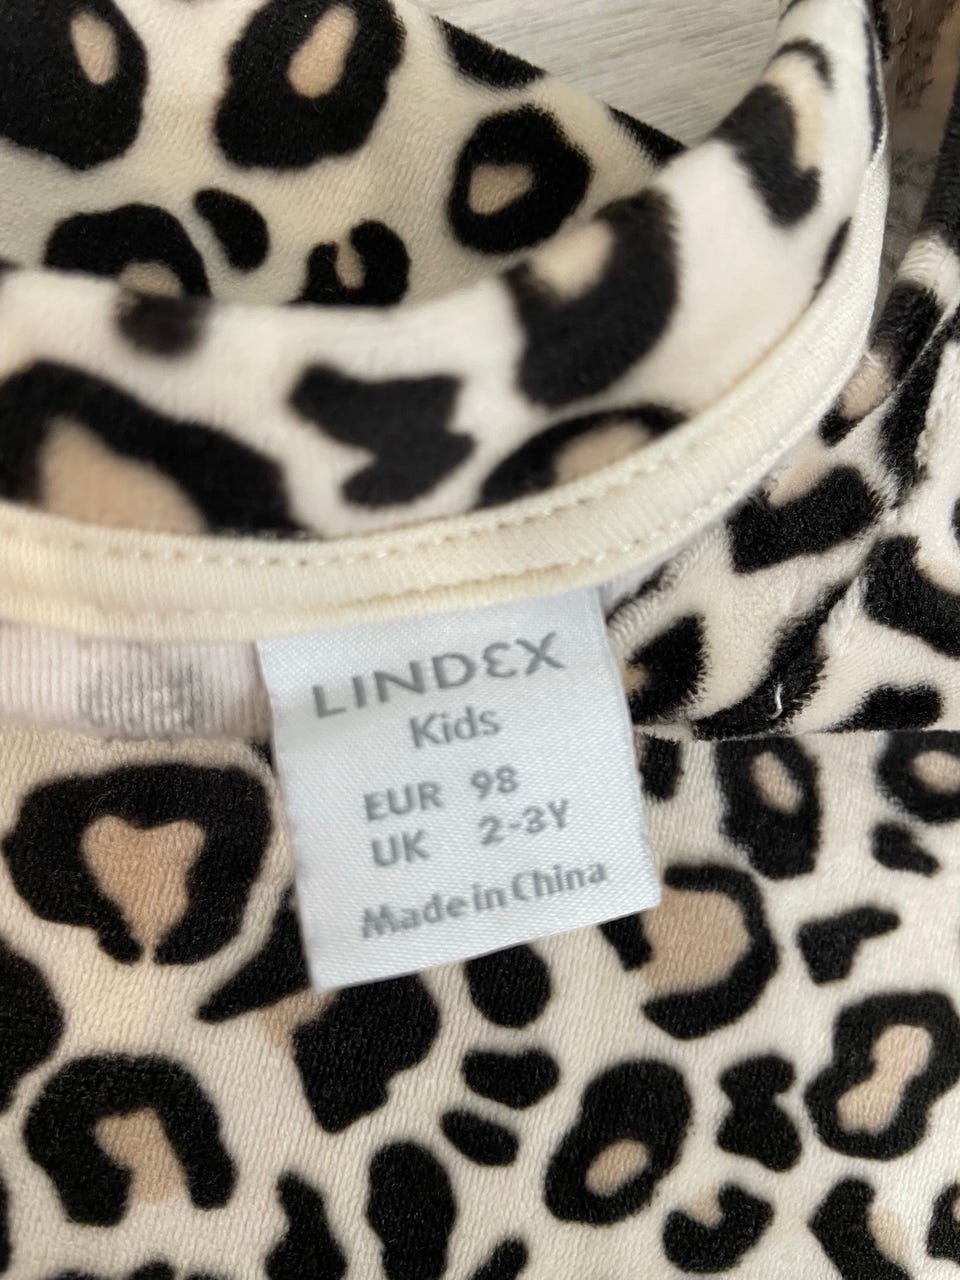 LINDEX
Kids
EUR 98
UK 2-3Y
Made in China